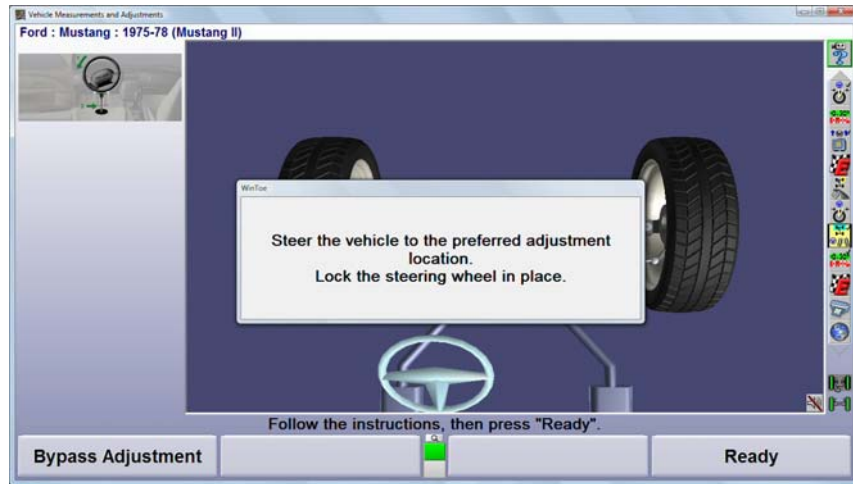 Vehicle Measurements and Adjustments
Ford : Mustang : 1975-78 (Mustang II)
WinToe
Steer the vehicle to the preferred adjustment
location.
Lock the steering wheel in place.
Follow the instructions, then press "Ready".
Bypass Adjustment
Ready